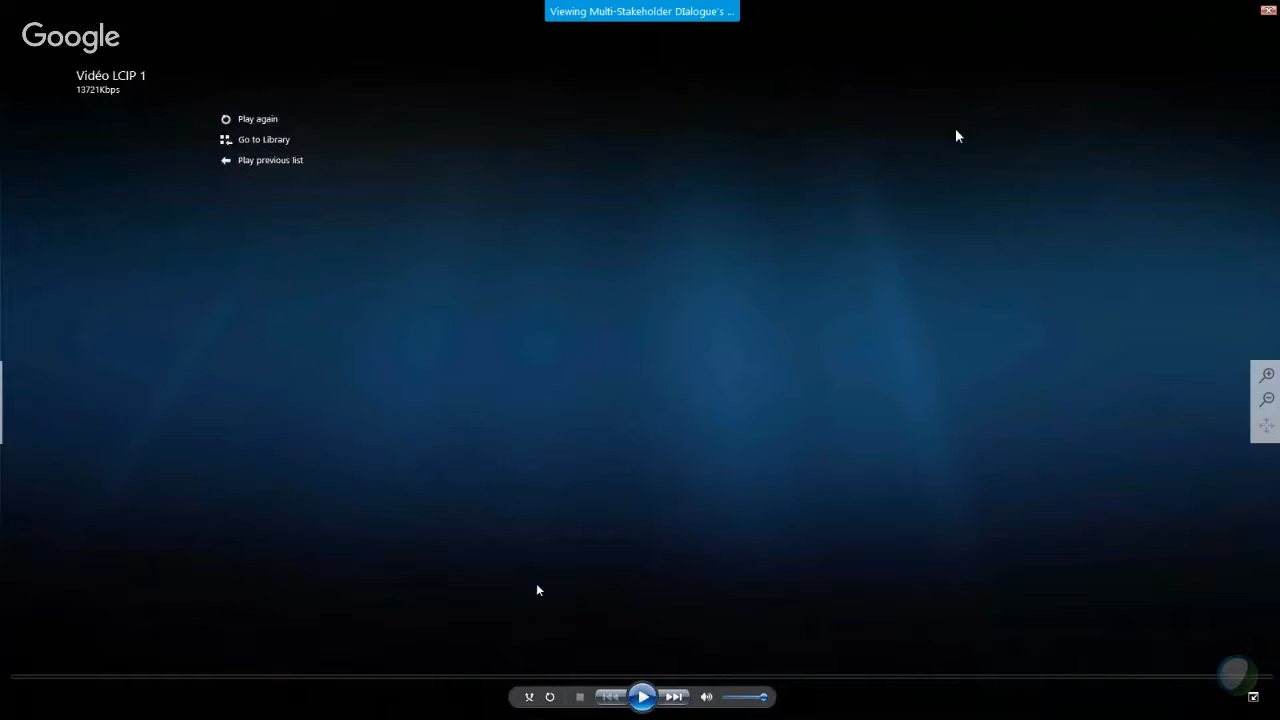 Viewing Multi-Stakeholder DIalogue's ...
Google
Vidéo LCIP 1
13721Kbps
Play again
Go to Library
Play previous list